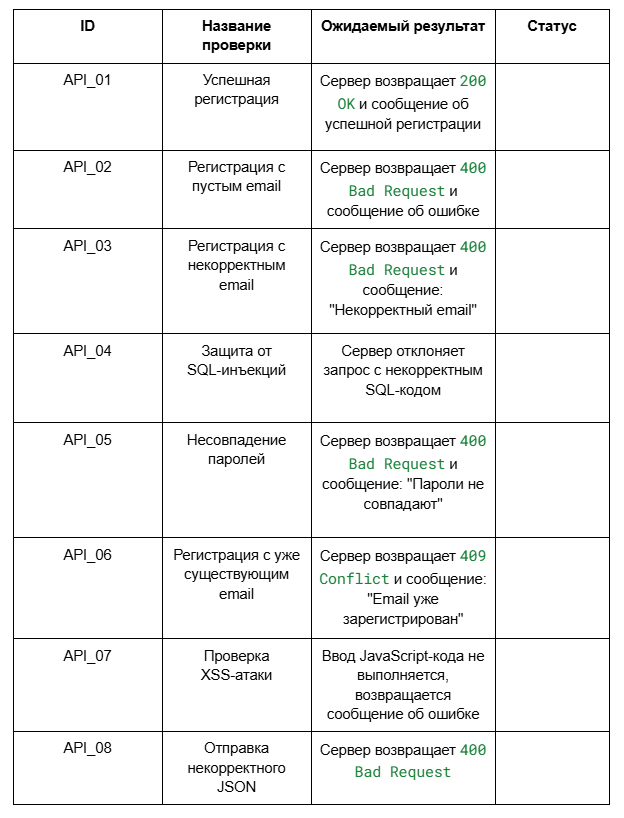 ID
Название
проверки
Ожидаемый результат
Статус
API_01
Успешная
регистрация
Сервер возвращает 200
OK и сообщение об
успешной регистрации
API_02
Регистрация с
пустым email
Сервер возвращает 400
Bad Request и
сообщение об ошибке
API_03
Регистрация с
некорректным
email
Сервер возвращает 400
Bad Request и
сообщение:
"Некорректный email"
API_04
Защита от
SQL-инъекций
Сервер отклоняет
запрос с некорректным
SQL-кодом
API_05
Несовпадение
паролей
Сервер возвращает 400
Bad Request и
сообщение: "Пароли не
совпадают"
API_06
Регистрация с уже
существующим
email
Сервер возвращает 409
Conflict и сообщение:
"Email уже
зарегистрирован"
API_07
Проверка
XSS-атаки
Ввод JavaScript-кода не
выполняется,
возвращается
сообщение об ошибке
API_08
Отправка
некорректного
JSON
Сервер возвращает 400
Bad Request